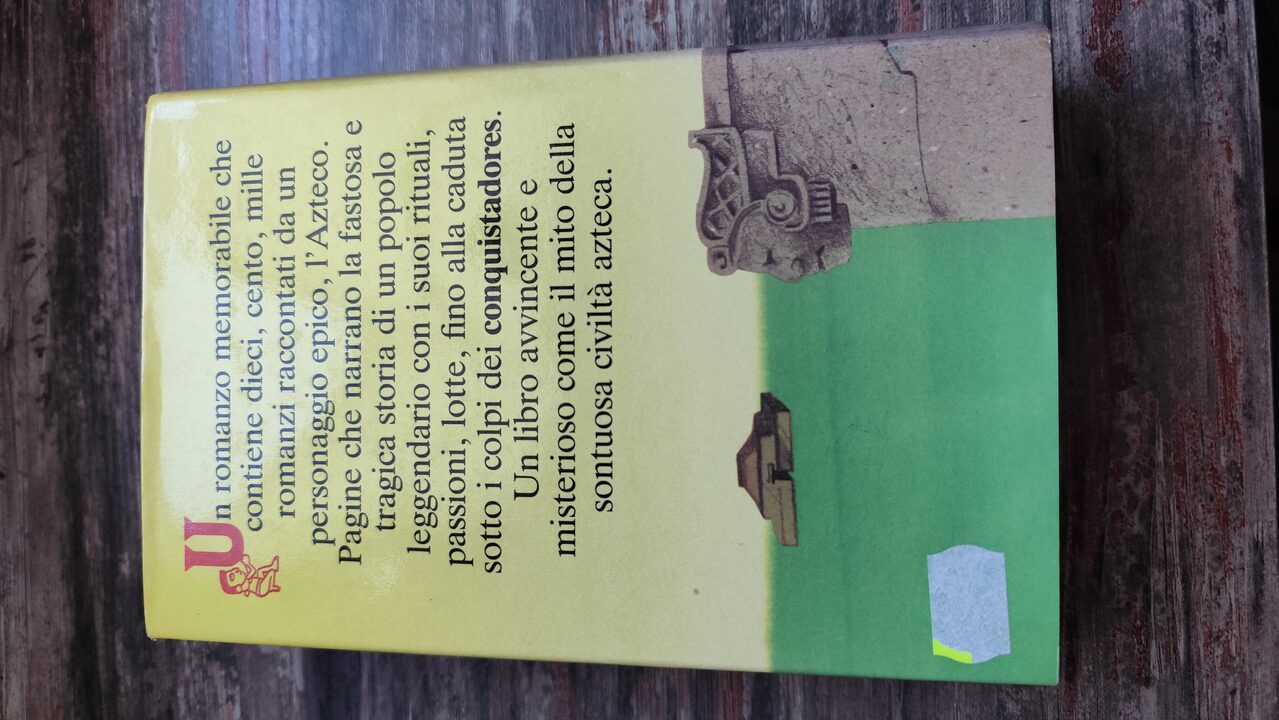 Un romanzo memorabile che
contiene dieci, cento, mille
romanzi raccontati da un
personaggio epico, l'Azteco.
Pagine che narrano la fastosa e
tragica storia di un popolo
leggendario con i suoi rituali,
passioni, lotte, fino alla caduta
sotto i colpi dei conquistadores.
Un libro avvincente e
misterioso come il mito della
sontuosa civiltà azteca.